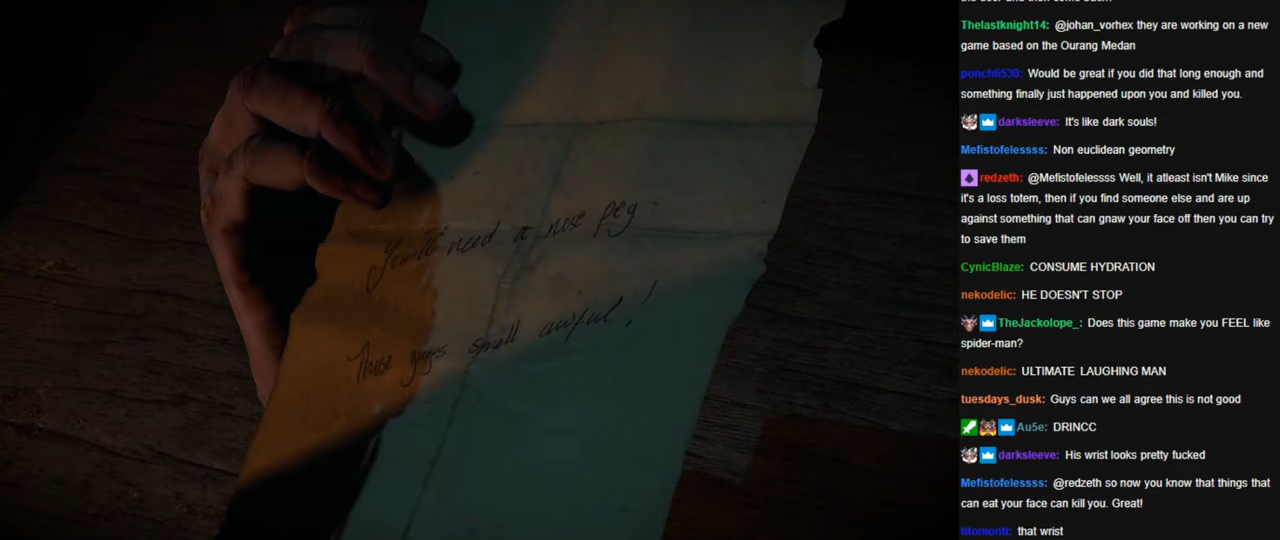 You'll need a nose peg.
These guys smell awful!
Thelastknight14: @johan_vorhex they are working on a new
game based on the Ourang Medan
ponch6530: Would be great if you did that long enough and
something finally just happened upon you and killed you.
darksleeve: It's like dark souls!
Mefistofelessss: Non euclidean geometry
redzeth: @Mefistofelessss Well, it atleast isn't Mike since
it's a loss totem, then if you find someone else and are up
against something that can gnaw your face off then you can try
to save them
CynicBlaze: CONSUME HYDRATION
nekodelic: HE DOESN'T STOP
TheJackolope_: Does this game make you FEEL like
spider-man?
nekodelic: ULTIMATE LAUGHING MAN
tuesdays_dusk: Guys can we all agree this is not good
Au5e: DRINCC
darksleeve: His wrist looks pretty fucked
Mefistofelessss: @redzeth so now you know that things that
can eat your face can kill you. Great!
titomonti: that wrist